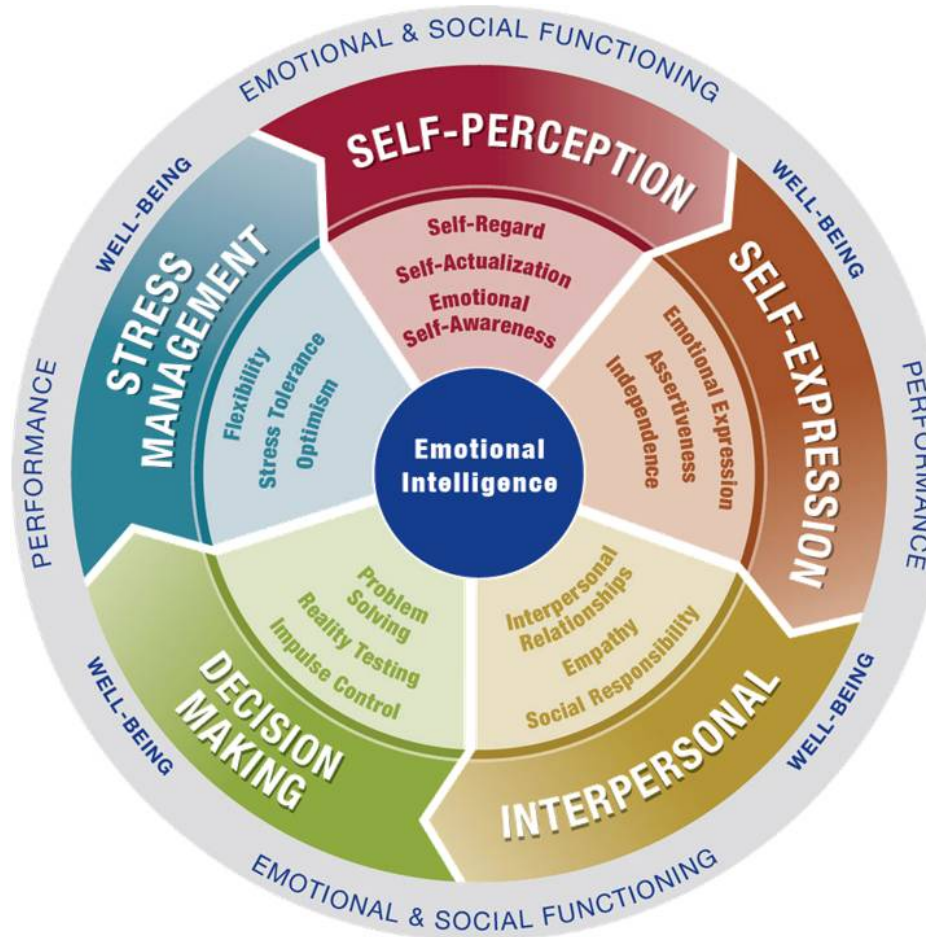 EMOTIONAL & SOCIAL FUNCTIONING
WELL-BEING
WELL-BEING
PERFORMANCE
PERFORMANCE
WELL-BEING
WELL-BEING
EMOTIONAL & SOCIAL FUNCTIONING
SELF-PERCEPTION
Self-Regard
Self-Actualization
Emotional
Self-Awareness
SELF-EXPRESSION
Emotional Expression
Assertiveness
Independence
INTERPERSONAL
Interpersonal
Relationships
Empathy
Social Responsibility
DECISION
MAKING
Problem
Solving
Reality Testing
Impulse Control
STRESS
MANAGEMENT
Flexibility
Stress Tolerance
Optimism
Emotional
Intelligence